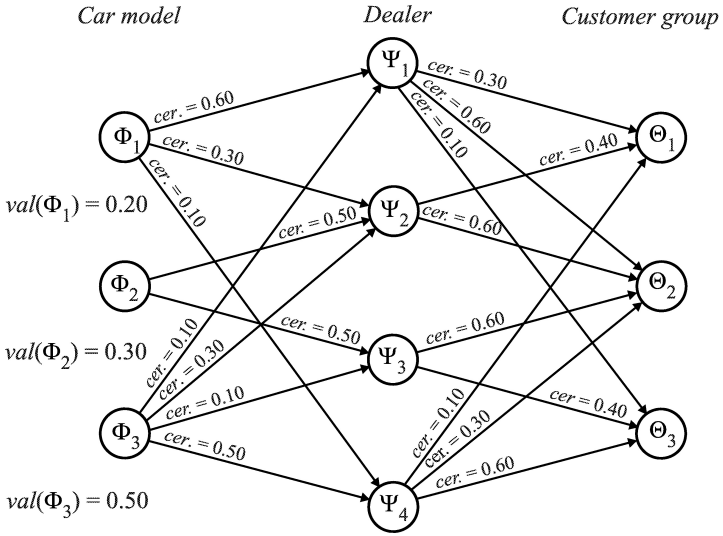 Car model
Dealer
Customer group
Ψ1
cer. = 0.30
cer. = 0.60
cer. = 0.60
cer. = 0.10
Φ1
cer. = 0.30
cer. = 0.40
Θ1
cer. = 0.10
val(Φ1) = 0.20
cer. = 0.50
Ψ2
cer. = 0.60
Φ2
Θ2
cer. = 0.50
cer. = 0.60
val(Φ2) = 0.30
cer. = 0.10
cer. = 0.30
Ψ3
cer. = 0.10
cer = 0.40
Φ3
cer. = 0.50
cer. = 0.10
cer. = 0.30
Θ3
cer. = 0.60
val(Φ3) = 0.50
Ψ4